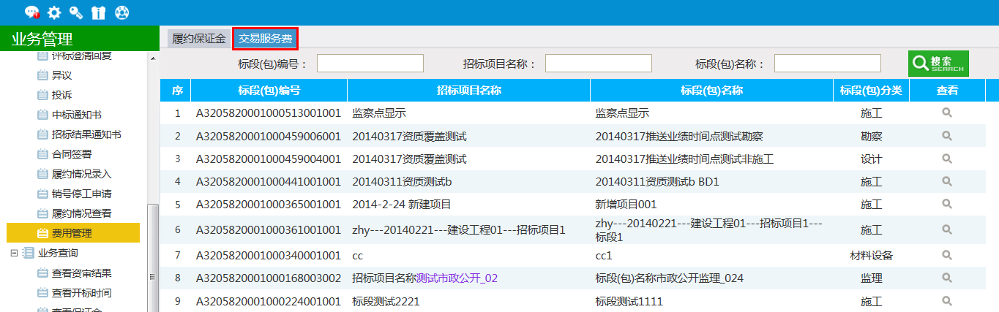 业务管理
评标澄清回复
异议
投诉
中标通知书
招标结果通知书
合同签署
履约情况录入
销号停工申请
履约情况查看
费用管理
业务查询
查看资审结果
查看开标时间
查看保证金
履约保证金 交易服务费
标段(包)编号： 招标项目名称： 标段(包)名称： 搜索 SEARCH
序 标段(包)编号 招标项目名称 标段(包)名称 标段(包)分类 查看
1 A3205820001000513001001 监察点显示 监察点显示 施工
2 A3205820001000459006001 20140317资质覆盖测试 20140317推送业绩时间点测试勘察 勘察
3 A3205820001000459004001 20140317资质覆盖测试 20140317推送业绩时间点测试非施工 设计
4 A3205820001000441001001 20140311资质测试b 20140311资质测试b BD1 施工
5 A3205820001000365001001 2014-2-24 新建项目 新增项目001 施工
6 A3205820001000361001001 zhy---20140221---建设工程01---招标项目1 zhy---20140221---建设工程01---招标项目1---
标段1 施工
7 A3205820001000340001001 cc cc1 材料设备
8 A3205820001000168003002 招标项目名称测试市政公开_02 标段(包)名称市政公开监理_024 监理
9 A3205820001000224001001 标段测试2221 标段测试1111 施工